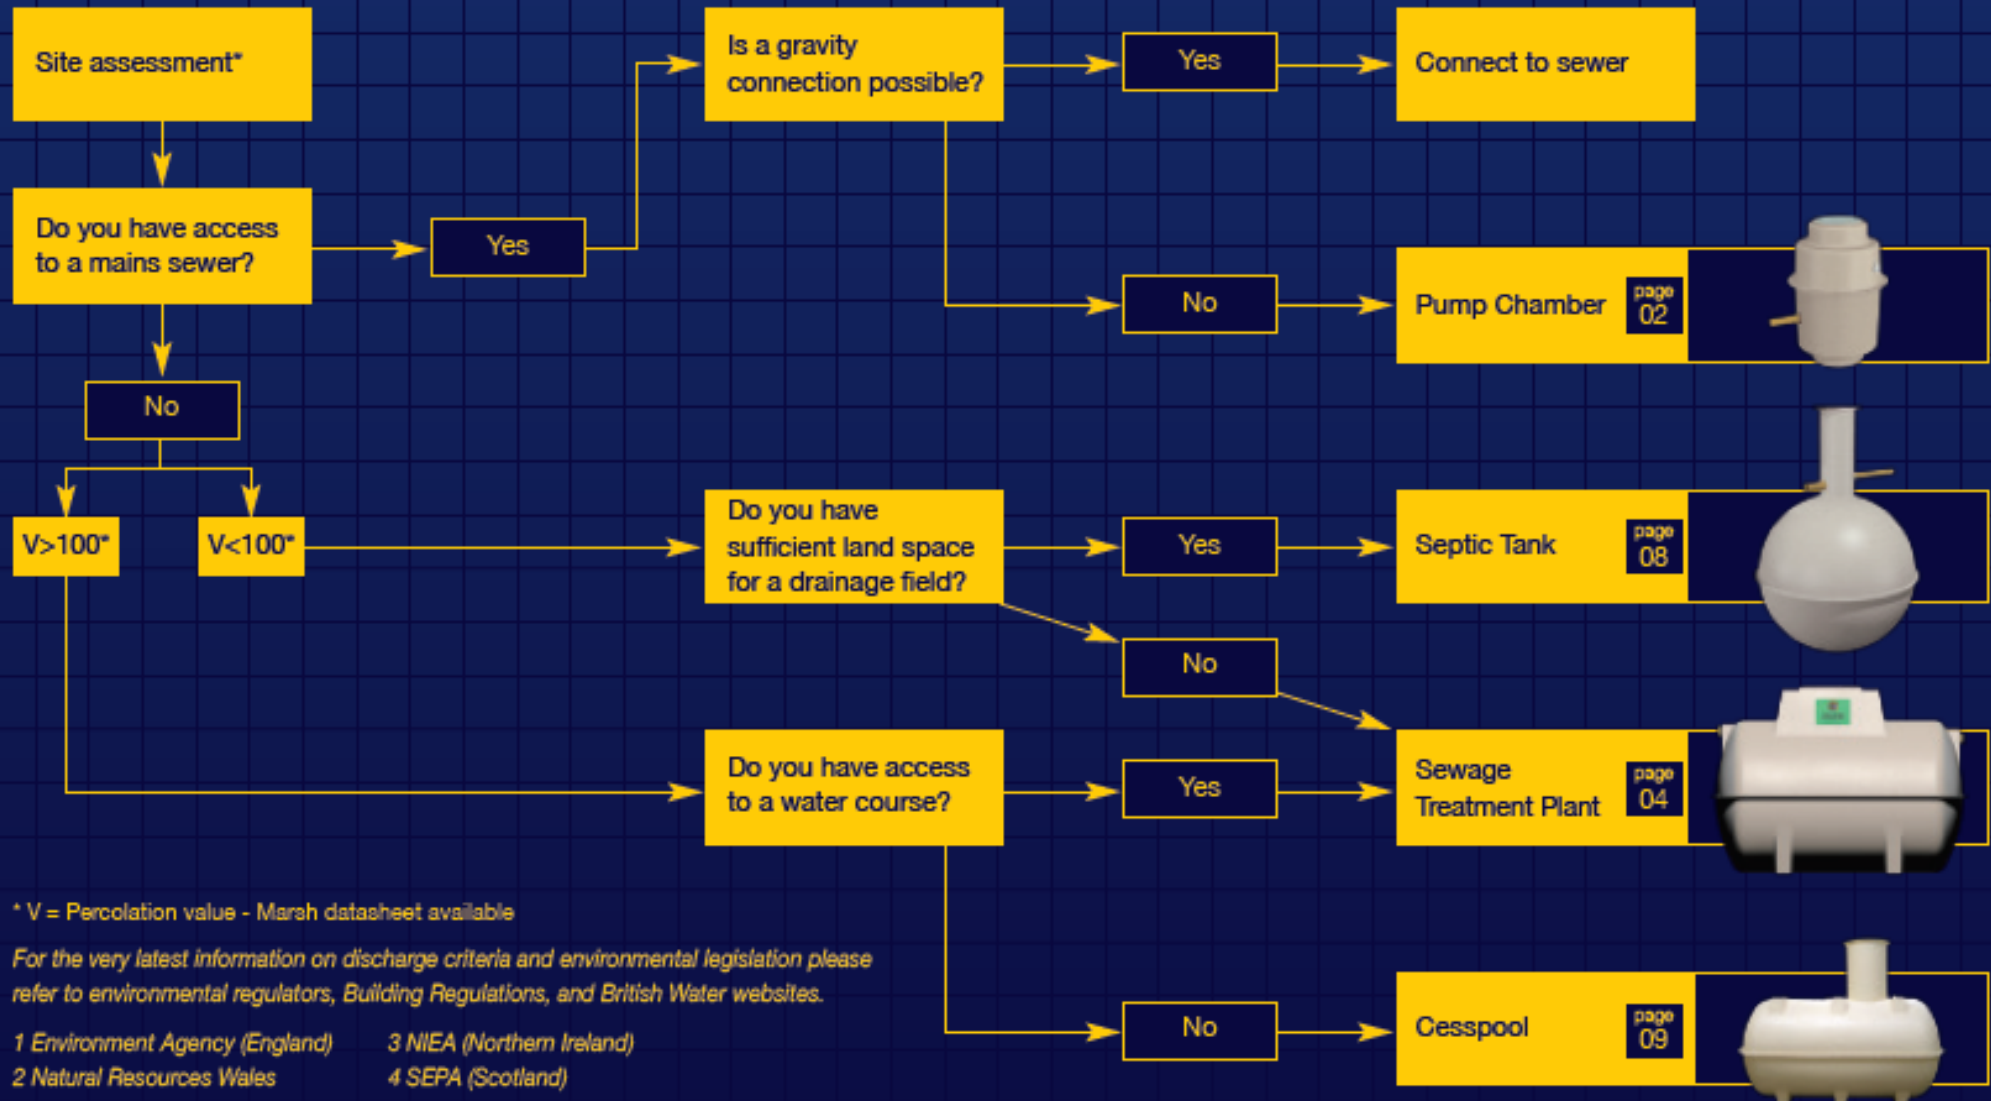 Site assessment*
Is a gravity
connection possible?
Yes
Connect to sewer
Do you have access
to a mains sewer?
Yes
No
Pump Chamber
page
02
No
V>100*
V<100*
Do you have
sufficient land space
for a drainage field?
Yes
Septic Tank
page
08
No
Do you have access
to a water course?
Yes
Sewage
Treatment Plant
page
04
* V = Percolation value - Marsh datasheet available
For the very latest information on discharge criteria and environmental legislation please
refer to environmental regulators, Building Regulations, and British Water websites.
1 Environment Agency (England)
3 NIEA (Northern Ireland)
2 Natural Resources Wales
4 SEPA (Scotland)
No
Cesspool
page
09